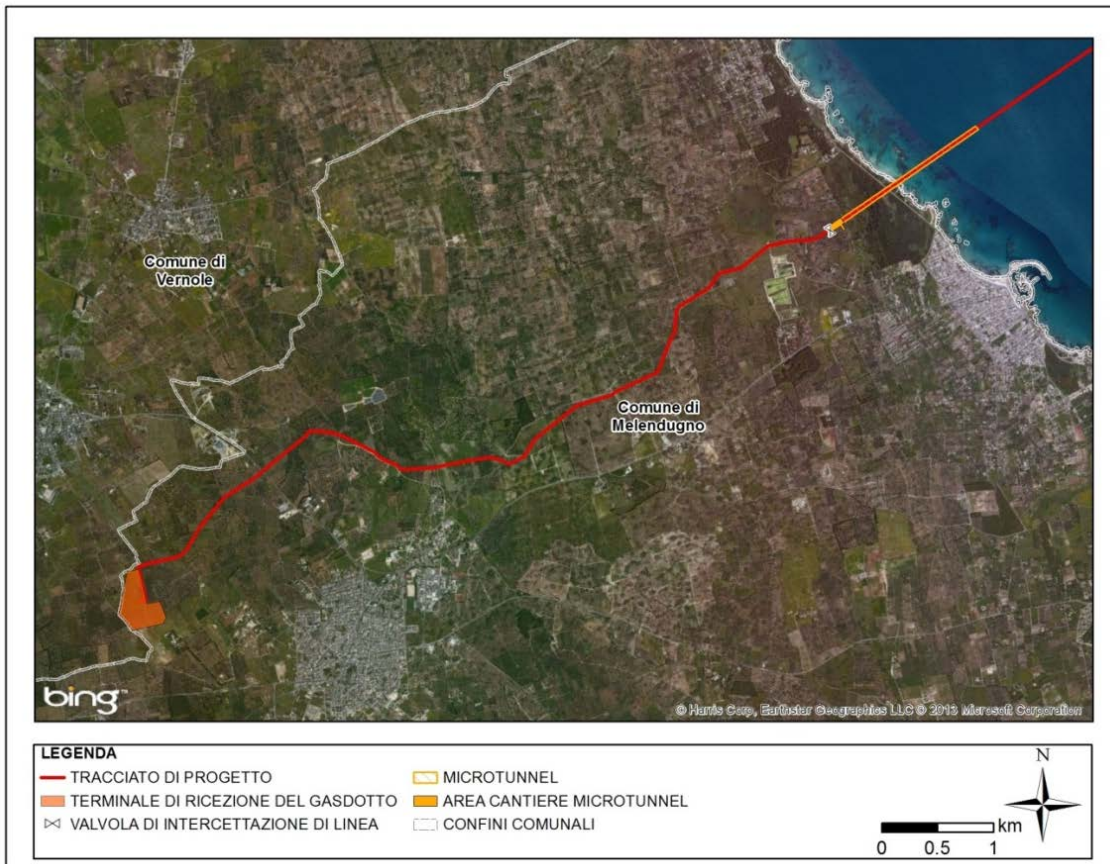 Comune di
Vernole
Comune di
Melendugno
bing™
© Harris Corp, Earthstar Geographics LLC © 2013 Microsoft Corporation
LEGENDA
TRACCIATO DI PROGETTO
TERMINALE DI RICEZIONE DEL GASDOTTO
VALVOLA DI INTERCETTAZIONE DI LINEA
MICROTUNNEL
AREA CANTIERE MICROTUNNEL
CONFINI COMUNALI
N
km
0 0.5 1